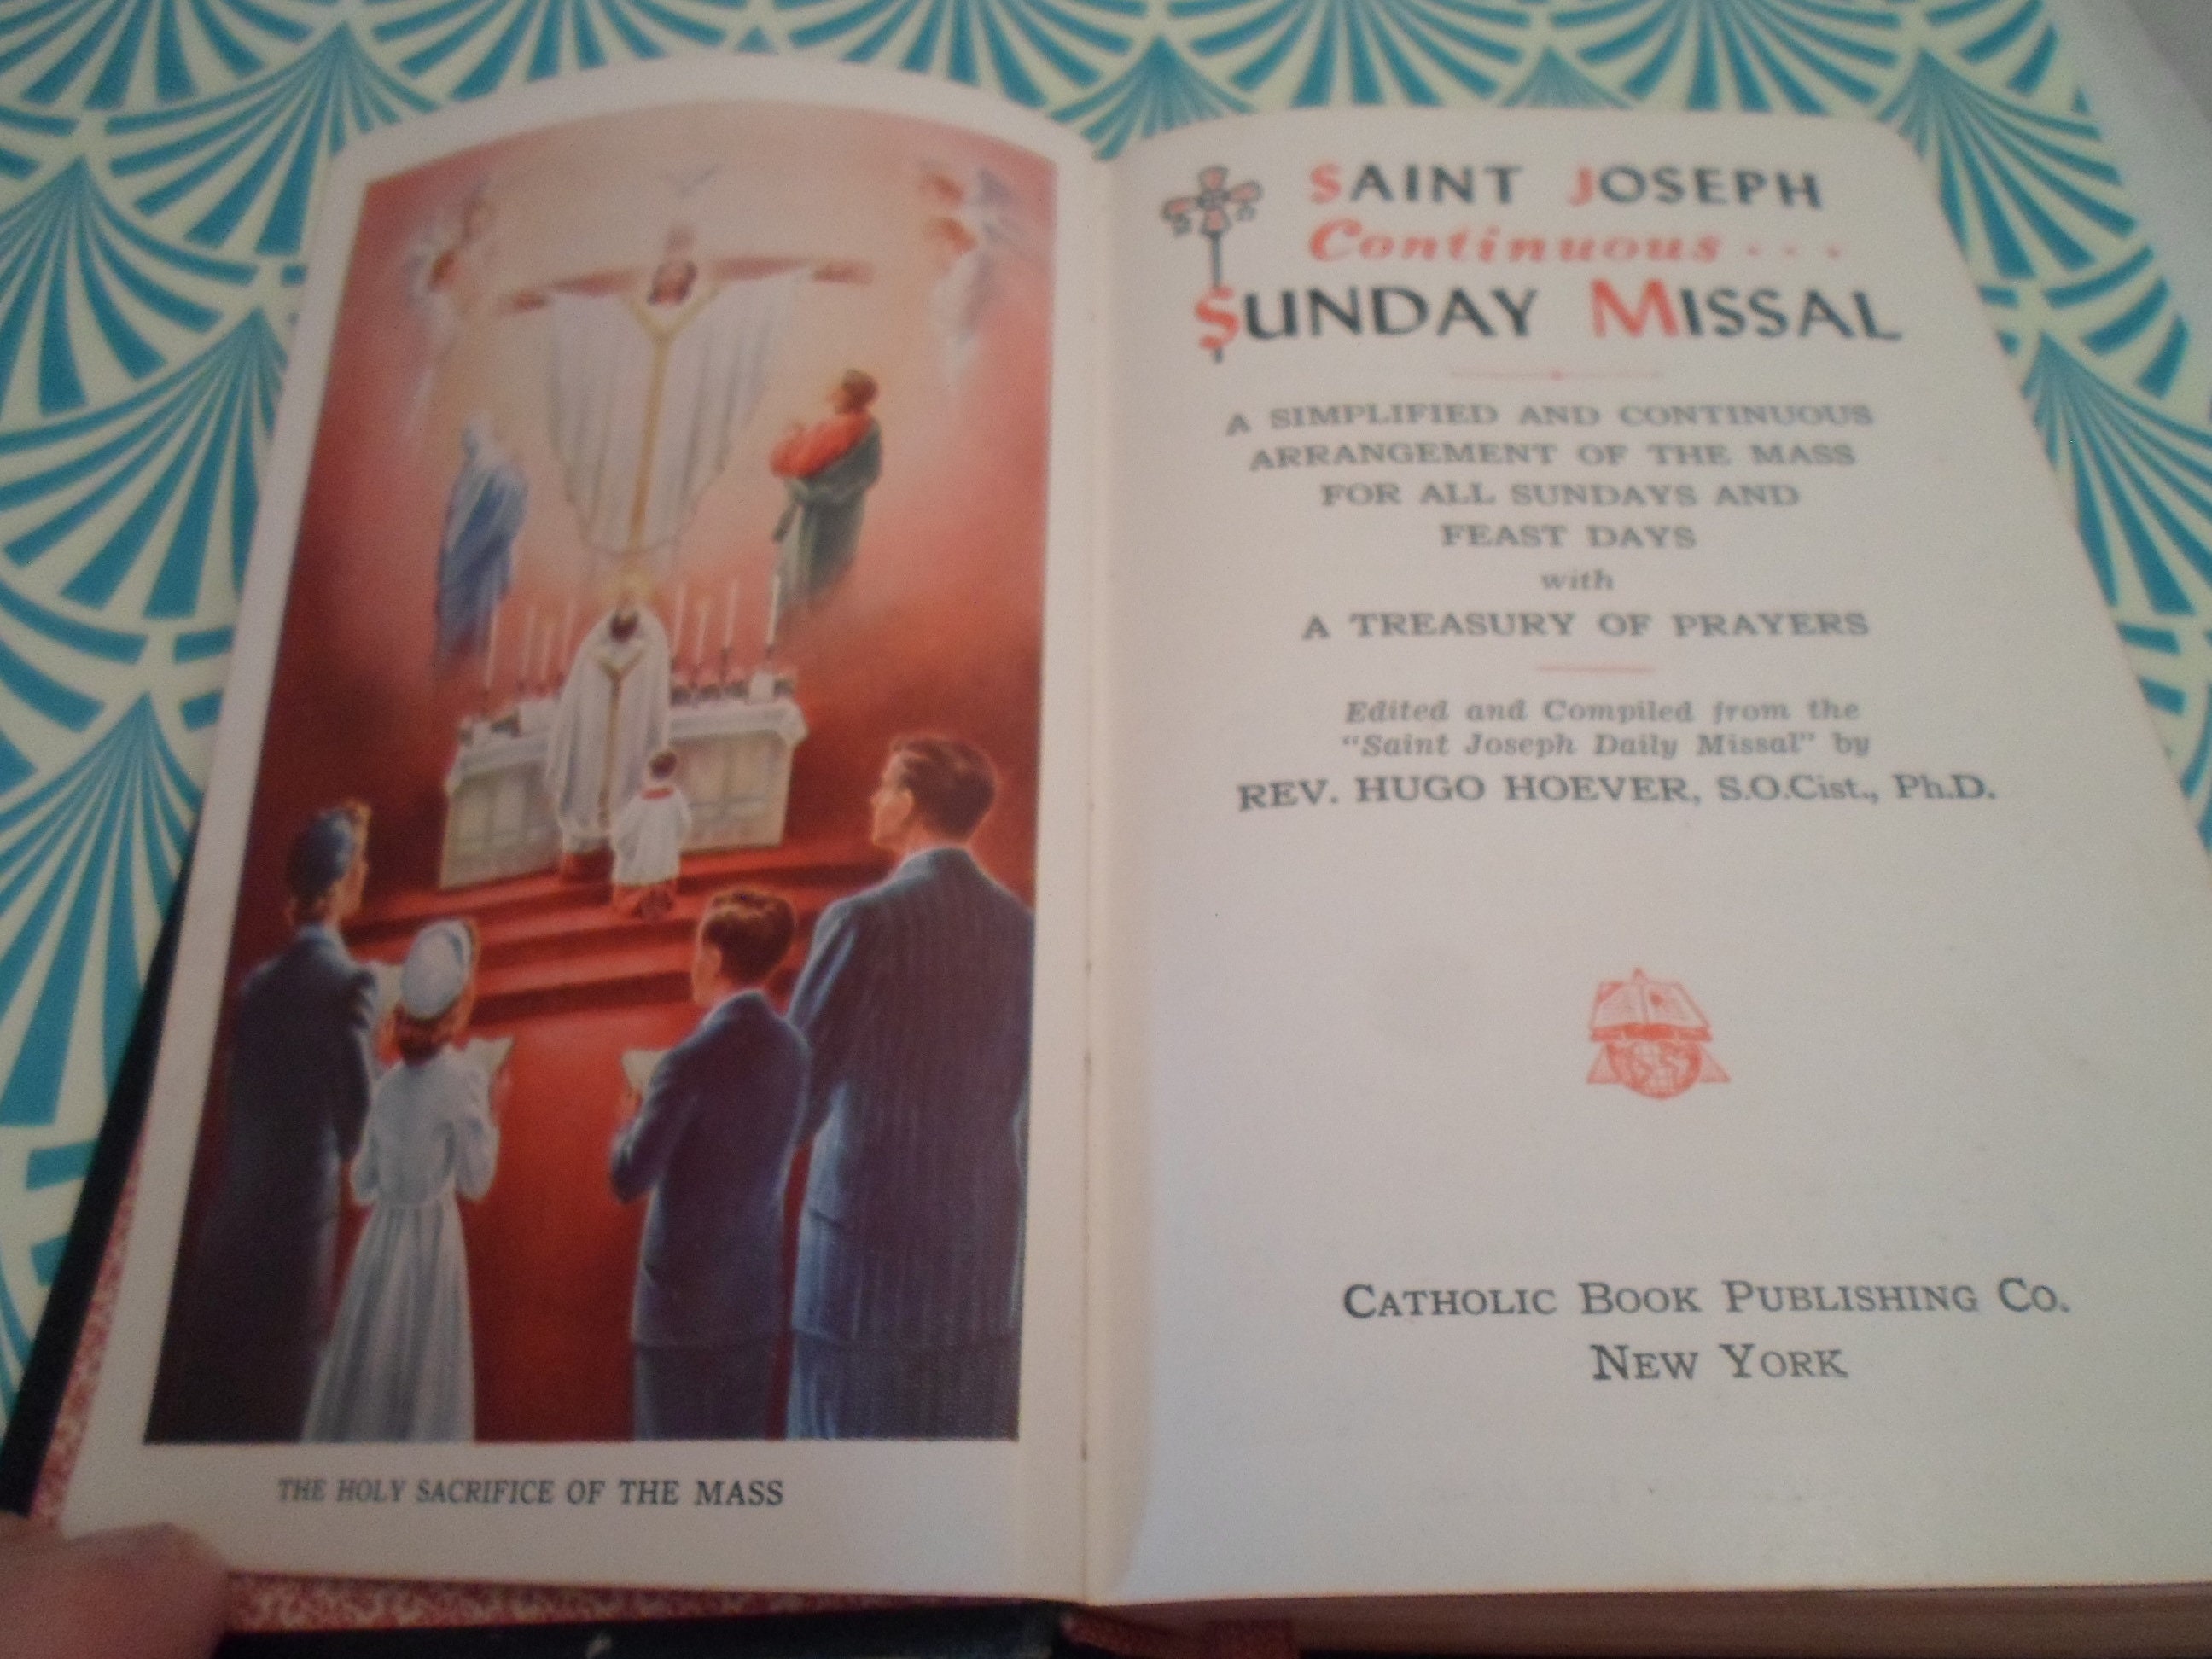 THE HOLY SACRIFICE OF THE MASS
SAINT JOSEPH
Continuous...
SUNDAY MISSAL
A SIMPLIFIED AND CONTINUOUS
ARRANGEMENT OF THE MASS
FOR ALL SUNDAYS AND
FEAST DAYS
with
A TREASURY OF PRAYERS
Edited and Compiled from the
"Saint Joseph Daily Missal" by
REV. HUGO HOEVER, S.O.Cist., Ph.D.
CATHOLIC BOOK PUBLISHING CO.
NEW YORK